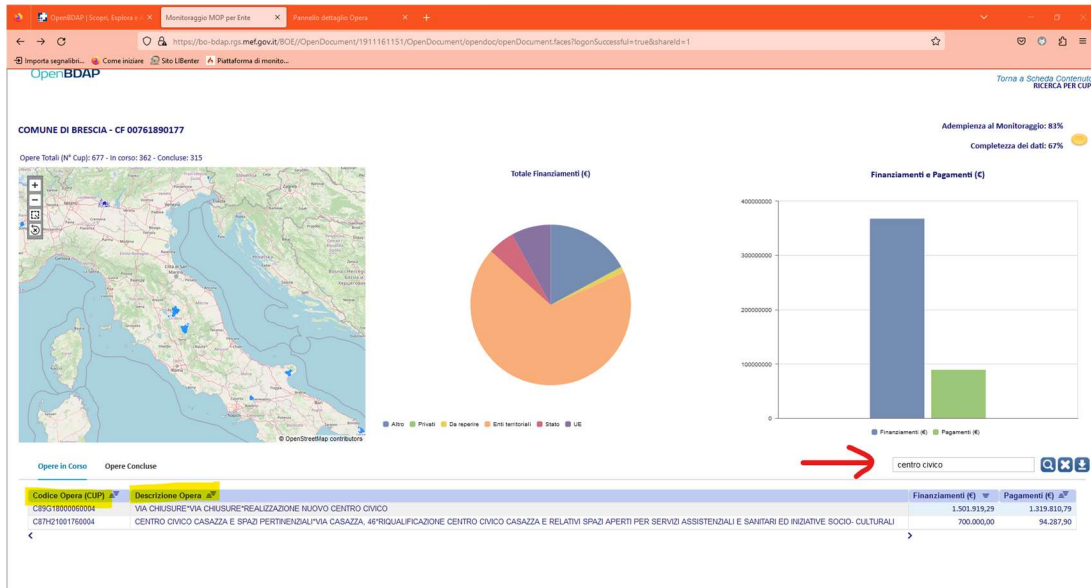 OpenBDAP | Scopri, Esplora e
Monitoraggio MOP per Ente
Pannello dettaglio Opera
https://bo-bdap.rgs.mef.gov.it/BOE//OpenDocument/1911161151/OpenDocument/opendoc/openDocument.faces?logonSuccessful=true&shareId=1
Importa segnalibri...
Come iniziare
Sito LIBenter
Piattaforma di monito...
OpenBDAP
Torna a Scheda Contenuto
RICERCA PER CUP
COMUNE DI BRESCIA - CF 00761890177
Adempienza al Monitoraggio: 83%
Completezza dei dati: 67%
Opere Totali (N° Cup): 677 - In corso: 362 - Concluse: 315
Totale Finanziamenti (€)
Finanziamenti e Pagamenti (€)
400000000
300000000
200000000
100000000
0
© OpenStreetMap contributors
Altro Privati Da reperire Enti territoriali Stato UE
Finanziamenti (€) Pagamenti (€)
Opere in Corso Opere Concluse
centro civico
Codice Opera (CUP) Descrizione Opera Finanziamenti (€) Pagamenti (€)
C89G18000060004 VIA CHIUSURE*VIA CHIUSURE*REALIZZAZIONE NUOVO CENTRO CIVICO 1.501.919,29 1.319.810,79
C87H21001760004 CENTRO CIVICO CASAZZA E SPAZI PERTINENZIALI*VIA CASAZZA, 46*RIQUALIFICAZIONE CENTRO CIVICO CASAZZA E RELATIVI SPAZI APERTI PER SERVIZI ASSISTENZIALI E SANITARI ED INIZIATIVE SOCIO- CULTURALI 700.000,00 94.287,90